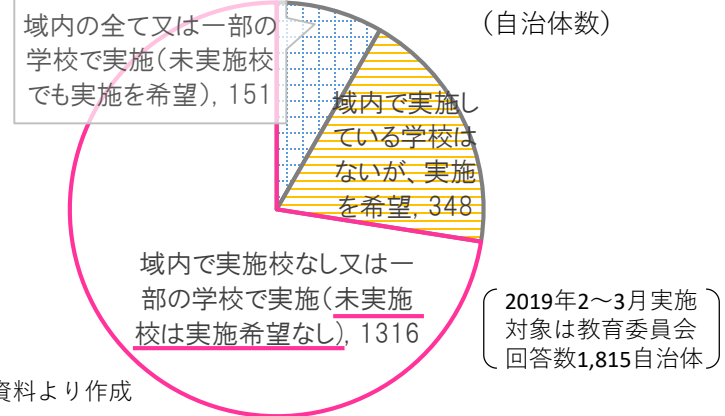 域内の全て又は一部の
学校で実施(未実施校
でも実施を希望), 151
(自治体数)
域内で実施し
ている学校は
ないが、実施
を希望, 348
域内で実施校なし又は一
部の学校で実施(未実施
校は実施希望なし), 1316
2019年2～3月実施
対象は教育委員会
回答数1,815自治体
資料より作成